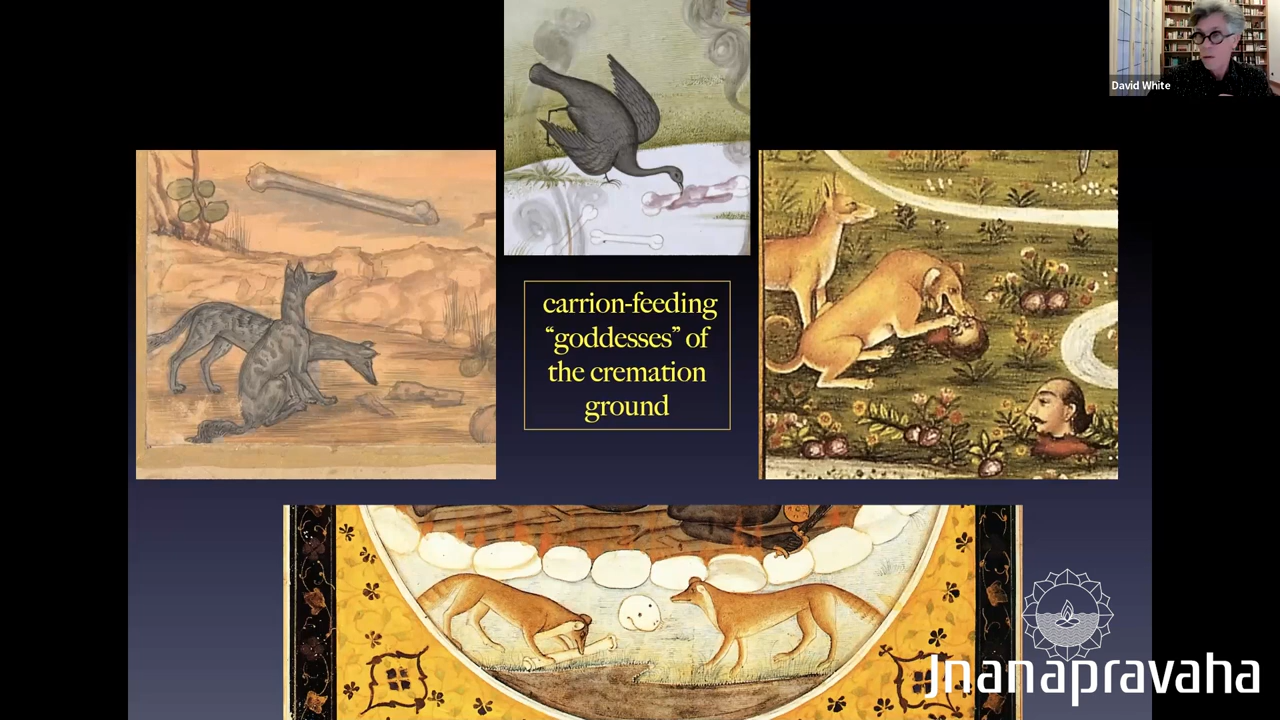 David White
carrion-feeding
“goddesses” of
the cremation
ground
Jnanapravaha